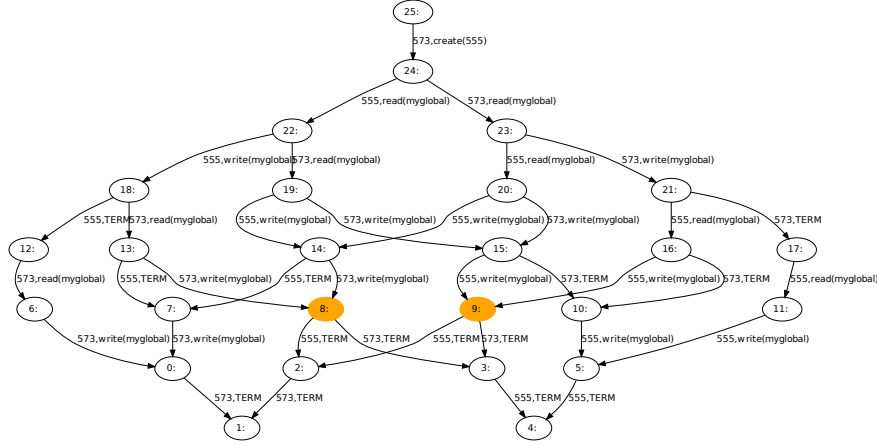 25:
573,create(555)
24:
555,read(myglobal) 573,read(myglobal)
22: 23:
555,write(myglobal) 573,read(myglobal) 555,read(myglobal) 573,write(myglobal)
18: 19: 20: 21:
555,TERM 573,read(myglobal) 555,write(myglobal) 573,write(myglobal) 555,write(myglobal) 573,write(myglobal) 555,read(myglobal) 573,TERM
12: 13: 14: 15: 16: 17:
573,read(myglobal) 555,TERM 573,write(myglobal) 555,TERM 573,write(myglobal) 555,write(myglobal) 573,TERM 555,write(myglobal) 573,TERM 555,read(myglobal)
6: 7: 8: 9: 10: 11:
573,write(myglobal) 573,write(myglobal) 555,TERM 573,TERM 555,TERM 573,TERM 555,write(myglobal) 555,write(myglobal)
0: 2: 3: 5:
573,TERM 573,TERM 555,TERM 555,TERM
1: 4: